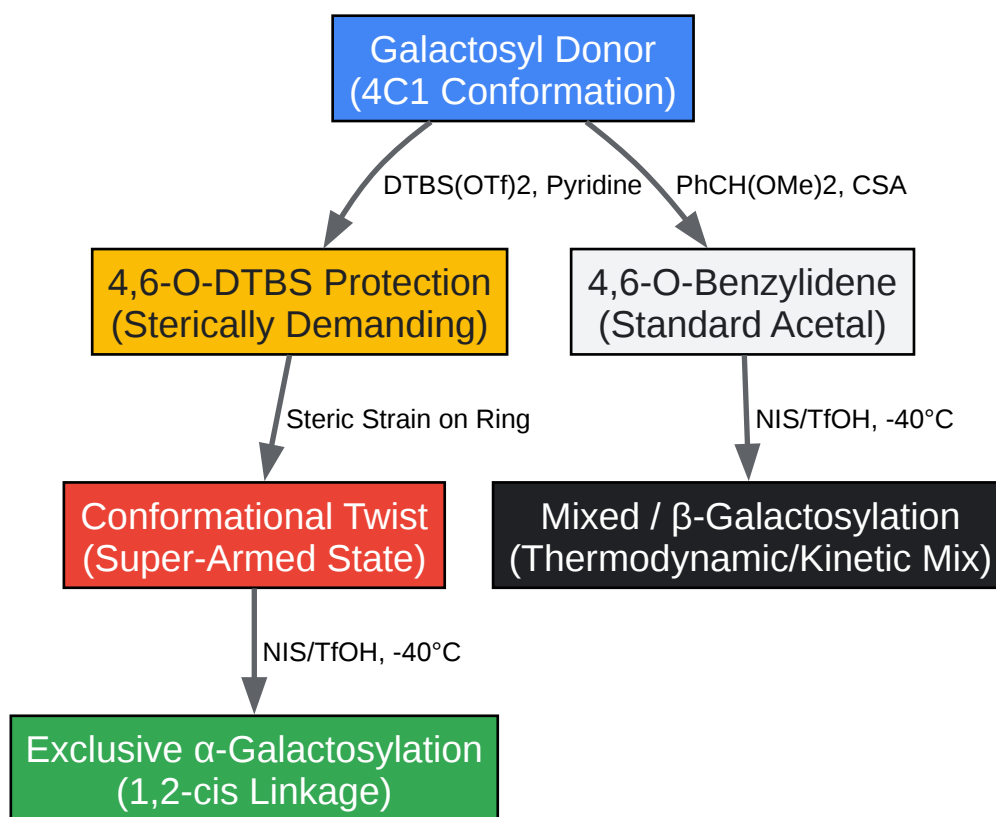 Galactosyl Donor
(4C1 Conformation)
DTBS(OTf)2, Pyridine
PhCH(OMe)2, CSA
4,6-O-DTBS Protection
(Sterically Demanding)
4,6-O-Benzylidene
(Standard Acetal)
Steric Strain on Ring
NIS/TfOH, -40°C
Conformational Twist
(Super-Armed State)
Mixed / β-Galactosylation
(Thermodynamic/Kinetic Mix)
NIS/TfOH, -40°C
Exclusive α-Galactosylation
(1,2-cis Linkage)